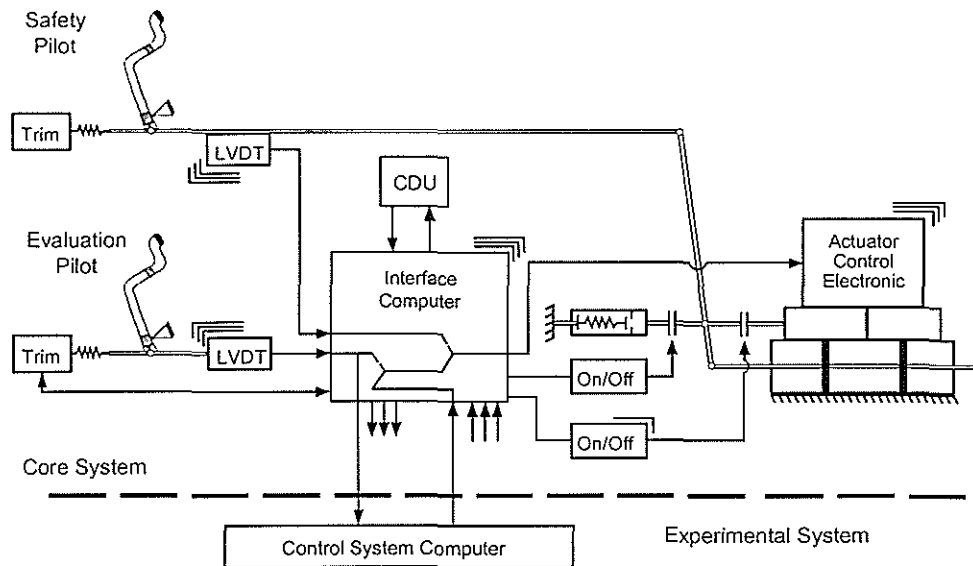 Safety
Pilot
Trim
LVDT
CDU
Evaluation
Pilot
Interface
Computer
Actuator
Control
Electronic
Trim
LVDT
On/Off
On/Off
Core System
Experimental System
Control System Computer